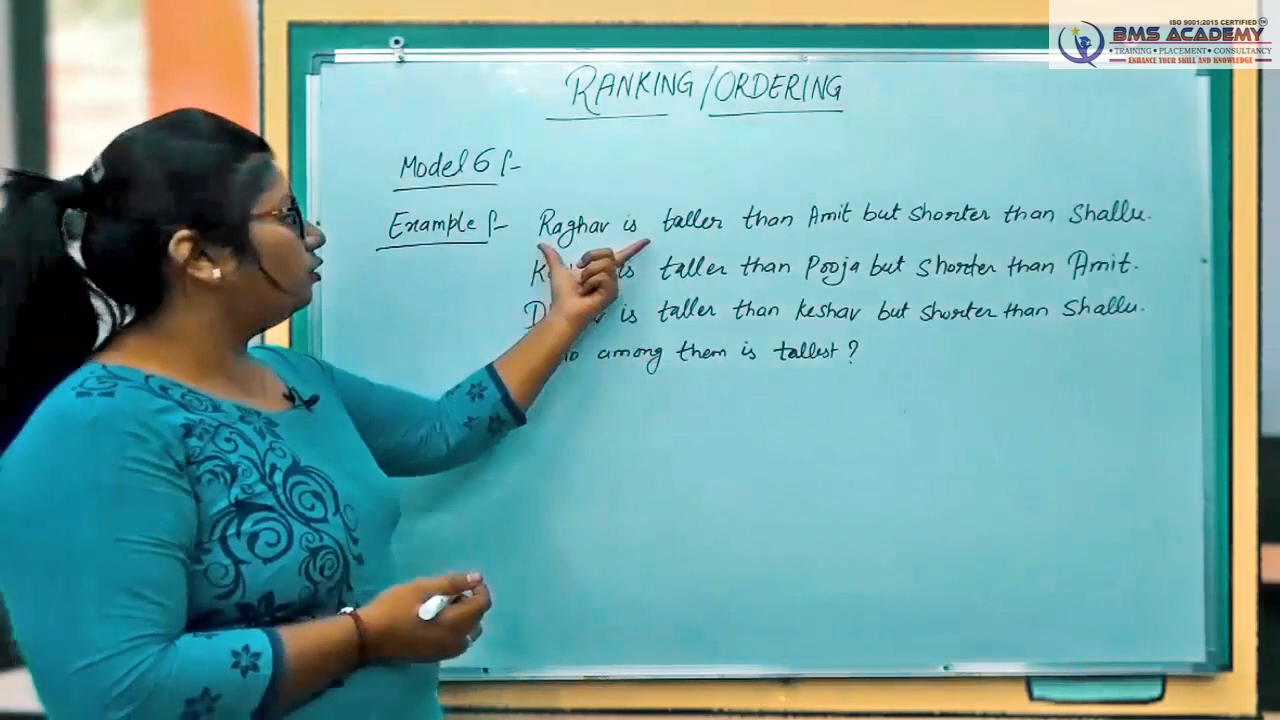 ISO 9001:2015 CERTIFIED TM
BMS ACADEMY
• TRAINING • PLACEMENT • CONSULTANCY
ENHANCE YOUR SKILL AND KNOWLEDGE
RANKING / ORDERING
Model 6 :-
Example :- Raghav is taller than Amit but shorter than Shallu.
is taller than Pooja but shorter than Amit.
is taller than Keshav but shorter than Shallu.
among them is tallest ?